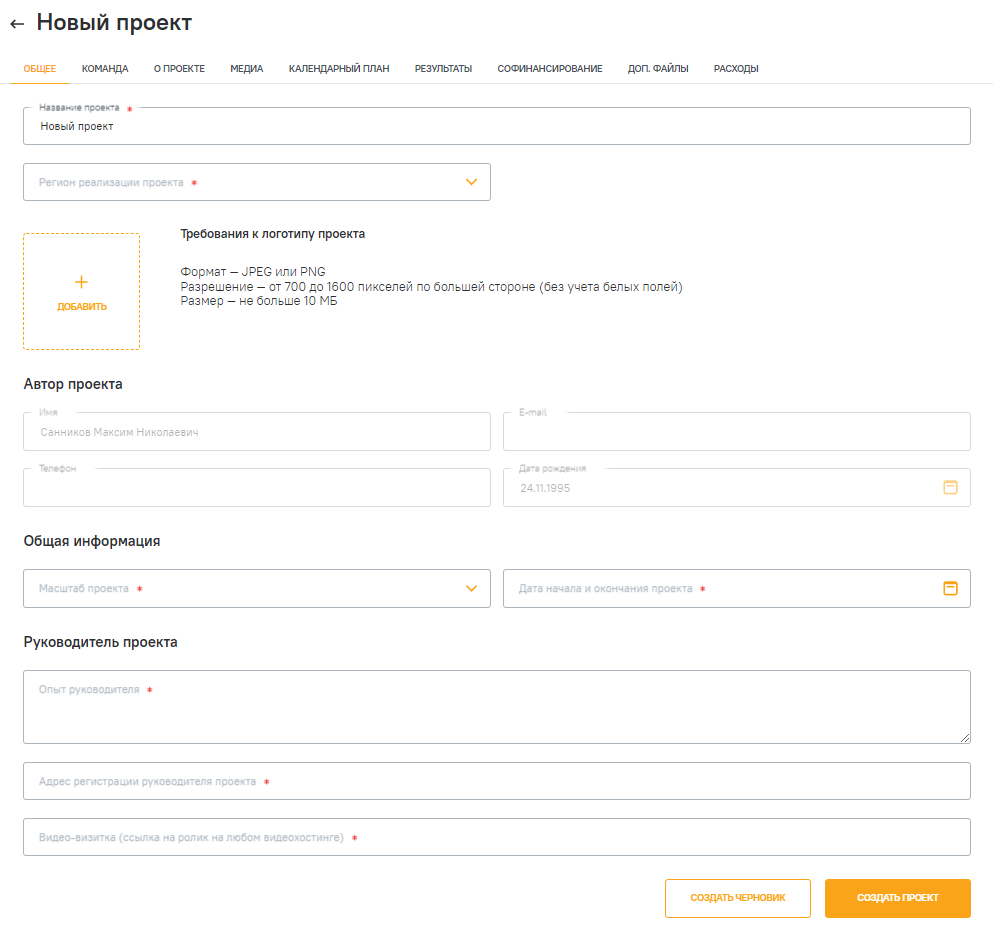 Новый проект
ОБЩЕЕ КОМАНДА О ПРОЕКТЕ МЕДИА КАЛЕНДАРНЫЙ ПЛАН РЕЗУЛЬТАТЫ СОФИНАНСИРОВАНИЕ ДОП. ФАЙЛЫ РАСХОДЫ
Название проекта *
Новый проект
Регион реализации проекта *
Требования к логотипу проекта
Формат — JPEG или PNG
Разрешение — от 700 до 1600 пикселей по большей стороне (без учета белых полей)
Размер — не больше 10 МБ
ДОБАВИТЬ
Автор проекта
Имя
Санников Максим Николаевич
E-mail
Телефон
Дата рождения
24.11.1995
Общая информация
Масштаб проекта *
Дата начала и окончания проекта *
Руководитель проекта
Опыт руководителя *
Адрес регистрации руководителя проекта *
Видео-визитка (ссылка на ролик на любом видеохостинге) *
СОЗДАТЬ ЧЕРНОВИК
СОЗДАТЬ ПРОЕКТ